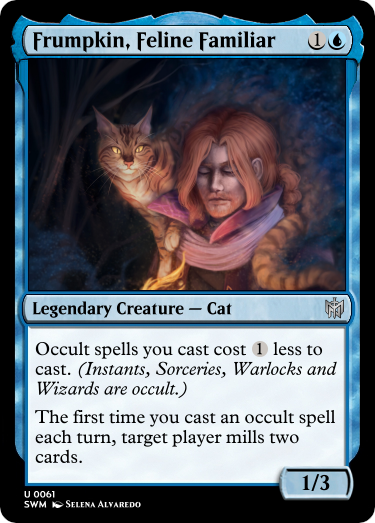 Frumpkin, Feline Familiar 1
Legendary Creature — Cat
Occult spells you cast cost 1 less to
cast. (Instants, Sorceries, Warlocks and
Wizards are occult.)
The first time you cast an occult spell
each turn, target player mills two
cards.
1/3
U 0061
SWM Selena Alvaredo